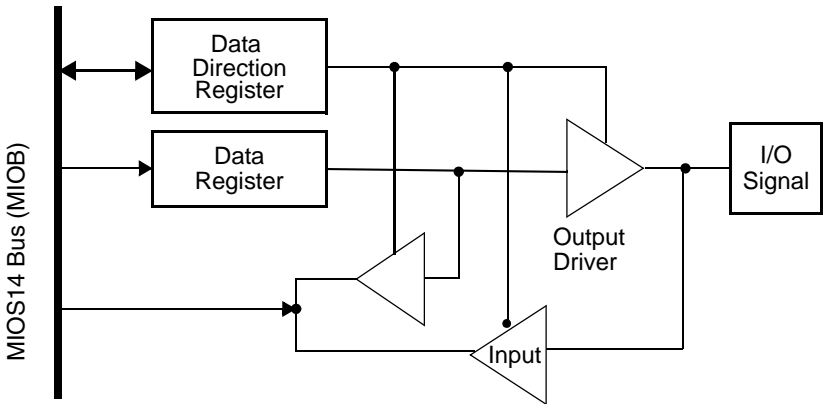 Data
Direction
Register
Data
Register
I/O
Signal
Output
Driver
Input
MIOS14 Bus (MIOB)